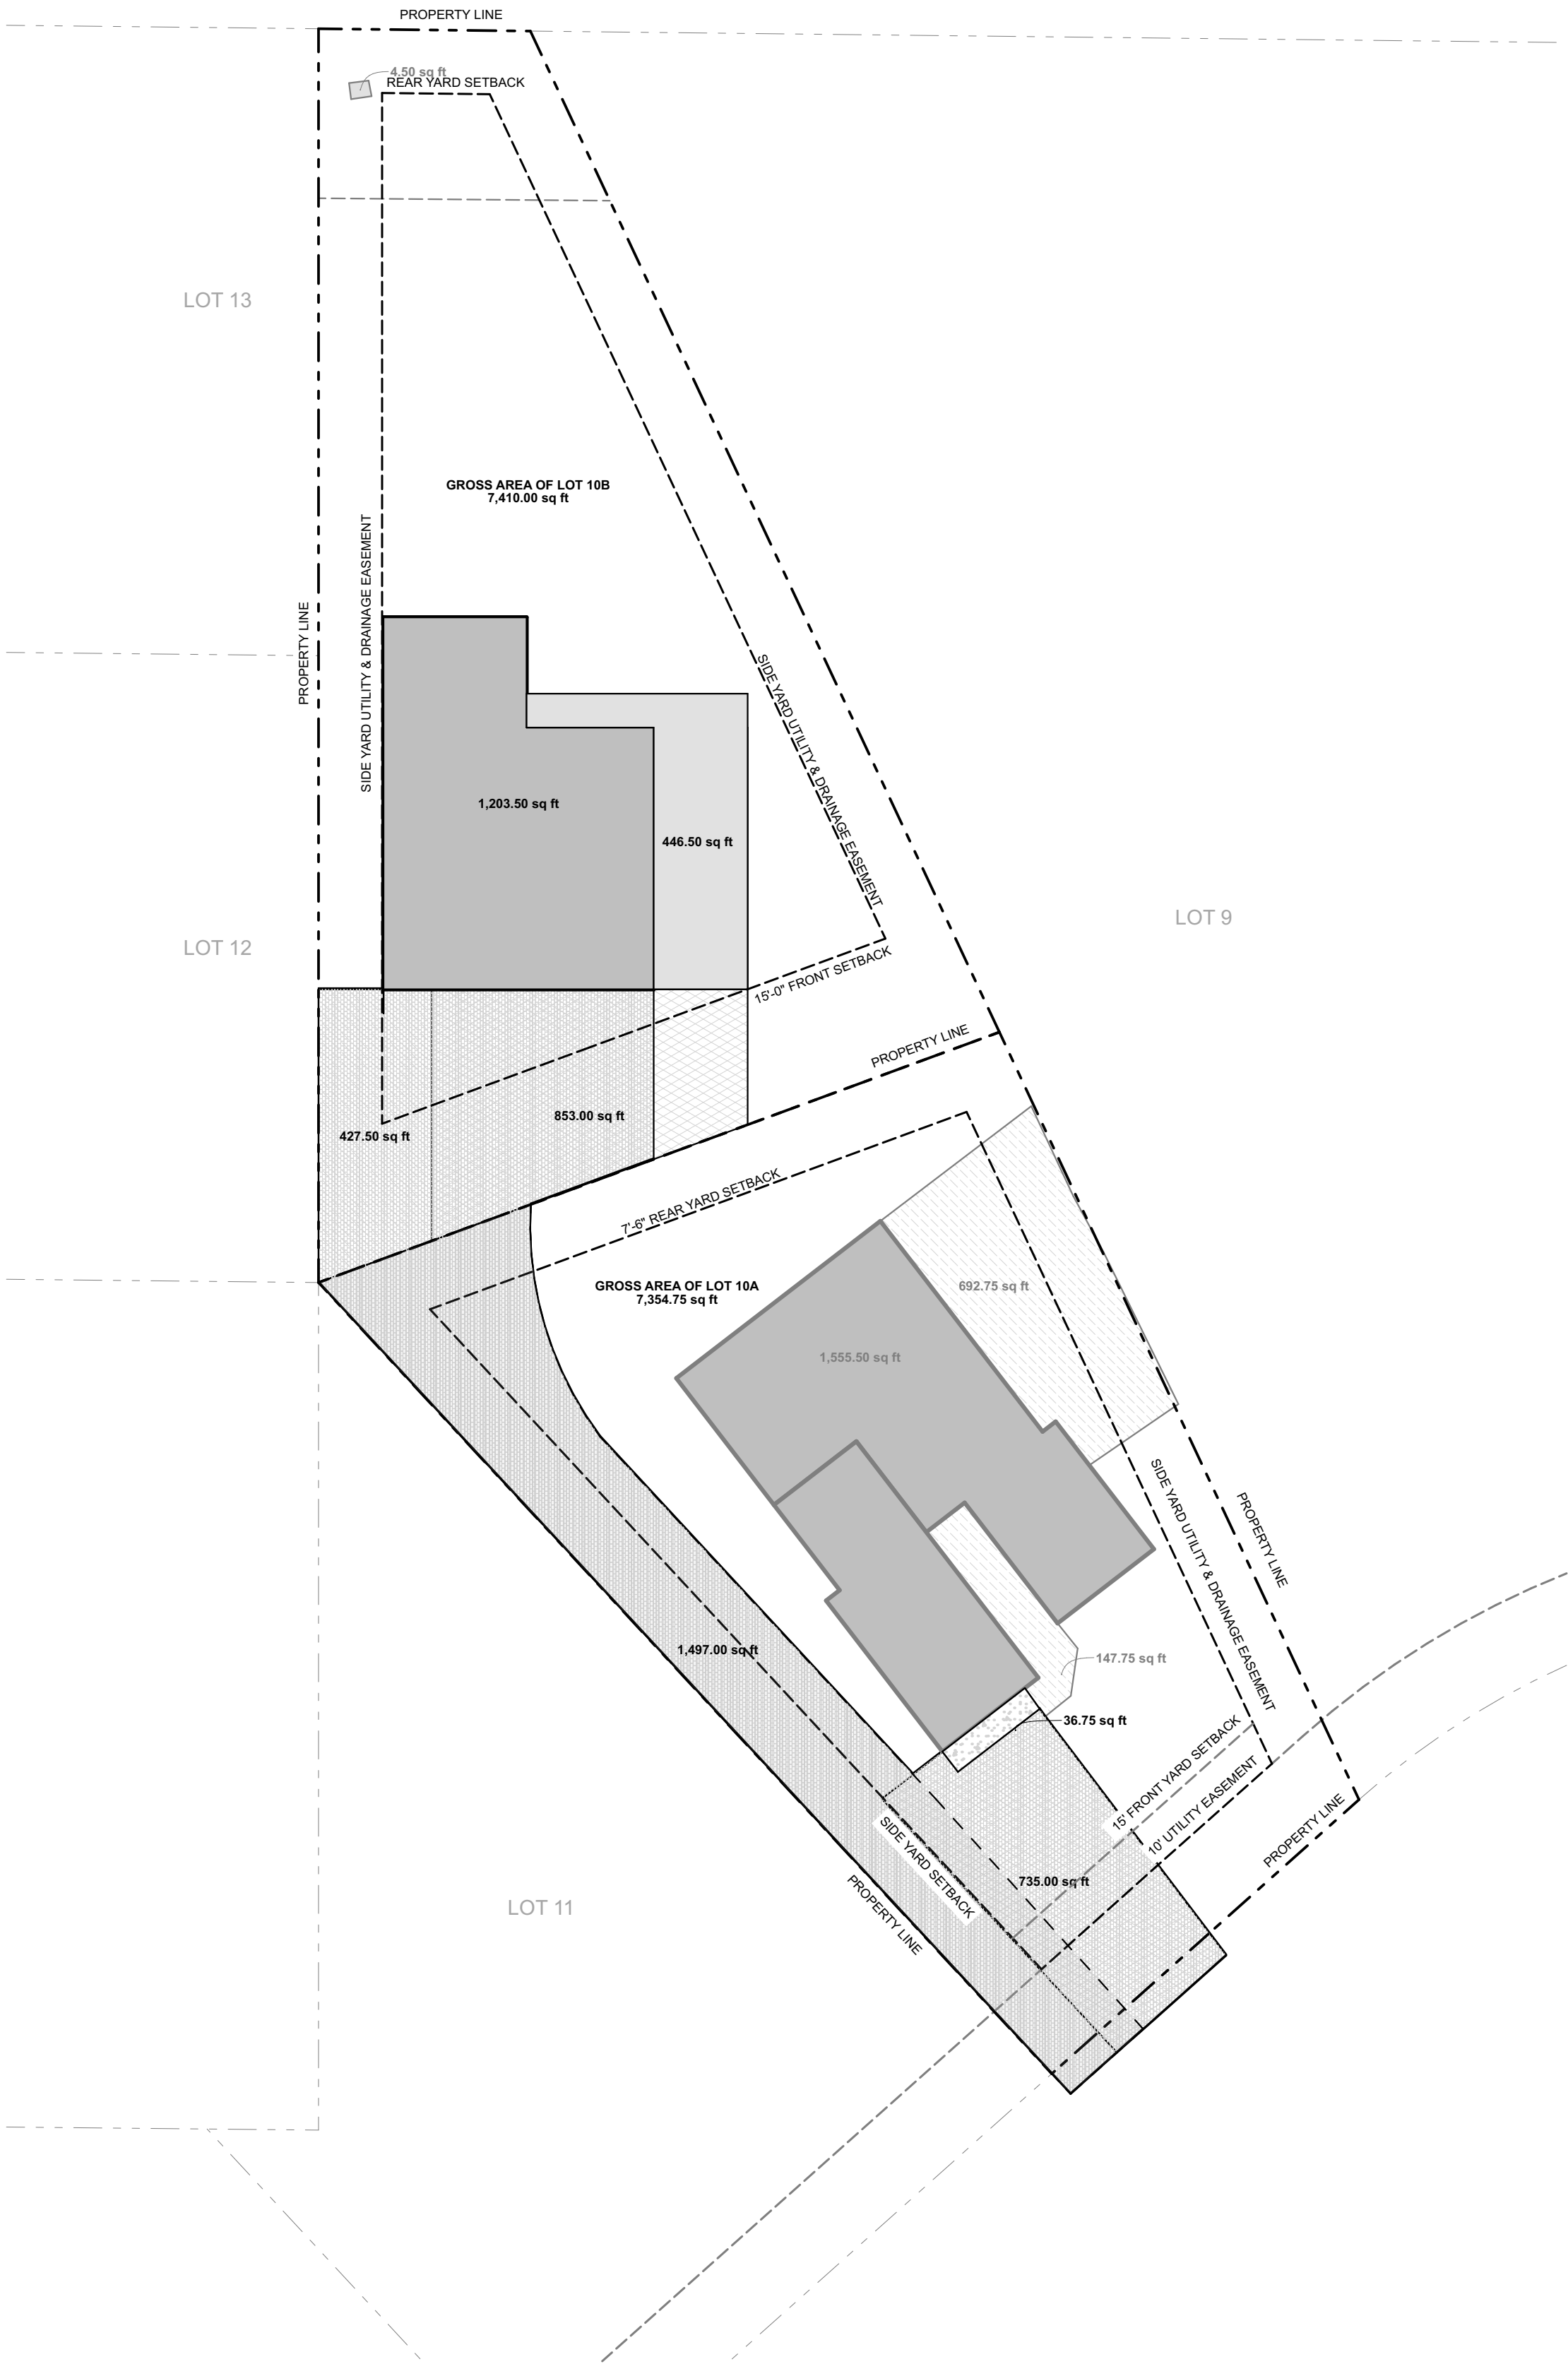 PROPERTY LINE
4.50 sq ft
REAR YARD SETBACK
LOT 13
GROSS AREA OF LOT 10B
7,410.00 sq ft
SIDE YARD UTILITY & DRAINAGE EASEMENT
PROPERTY LINE
SIDE YARD UTILITY & DRAINAGE EASEMENT
1,203.50 sq ft
446.50 sq ft
LOT 9
LOT 12
15'-0" FRONT SETBACK
PROPERTY LINE
853.00 sq ft
427.50 sq ft
7'-6" REAR YARD SETBACK
GROSS AREA OF LOT 10A
7,354.75 sq ft
692.75 sq ft
1,555.50 sq ft
SIDE YARD UTILITY & DRAINAGE EASEMENT
PROPERTY LINE
1,497.00 sq ft
147.75 sq ft
36.75 sq ft
15' FRONT YARD SETBACK
10' UTILITY EASEMENT
PROPERTY LINE
SIDE YARD SETBACK
735.00 sq ft
PROPERTY LINE
LOT 11